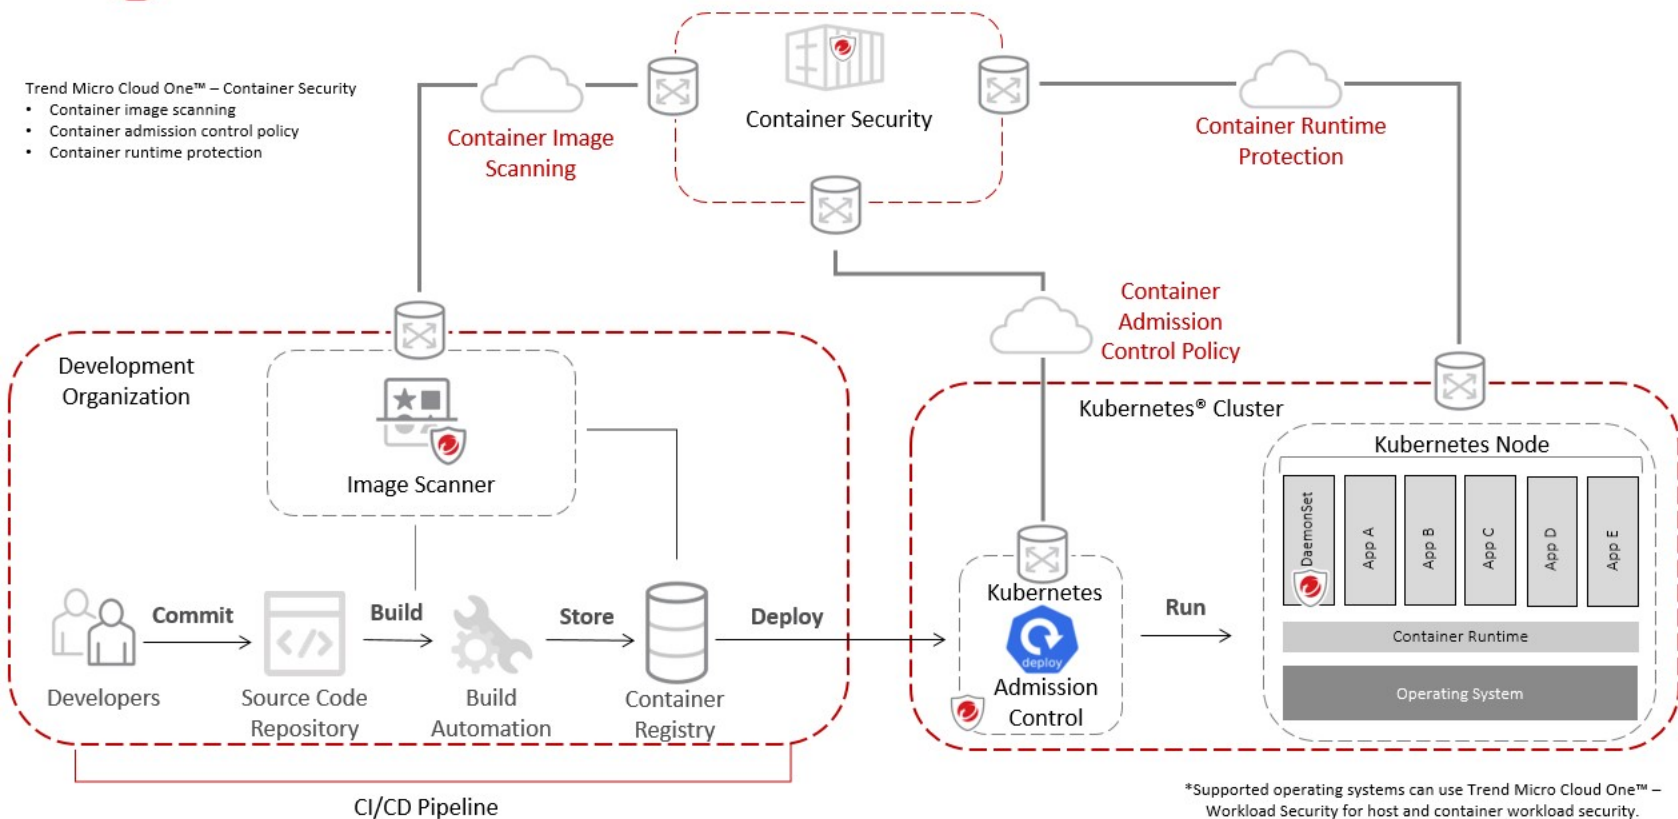 Trend Micro Cloud One™ – Container Security
• Container image scanning
• Container admission control policy
• Container runtime protection
Container Image
Scanning
Container Security
Container Runtime
Protection
Container
Admission
Control Policy
Development
Organization
Image Scanner
Commit
Build
Store
Deploy
Developers
Source Code
Repository
Build
Automation
Container
Registry
CI/CD Pipeline
Kubernetes® Cluster
Kubernetes
deploy
Admission
Control
Run
Kubernetes Node
DaemonSet
App A
App B
App C
App D
App E
Container Runtime
Operating System
*Supported operating systems can use Trend Micro Cloud One™ –
Workload Security for host and container workload security.